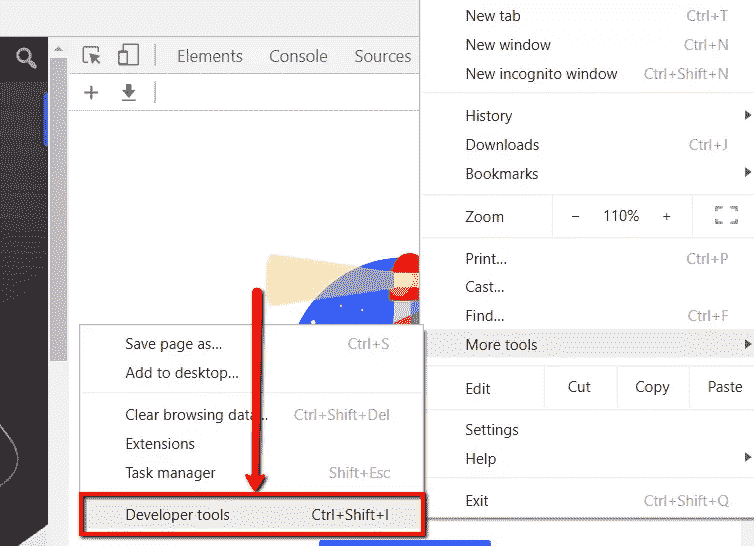 Elements Console Sources
New tab Ctrl+T
New window Ctrl+N
New incognito window Ctrl+Shift+N
History
Downloads Ctrl+J
Bookmarks
Zoom − 110% +
Print... Ctrl+P
Cast...
Find... Ctrl+F
More tools
Edit Cut Copy Paste
Settings
Help
Exit Ctrl+Shift+Q
Save page as... Ctrl+S
Add to desktop...
Clear browsing data... Ctrl+Shift+Del
Extensions
Task manager Shift+Esc
Developer tools Ctrl+Shift+I